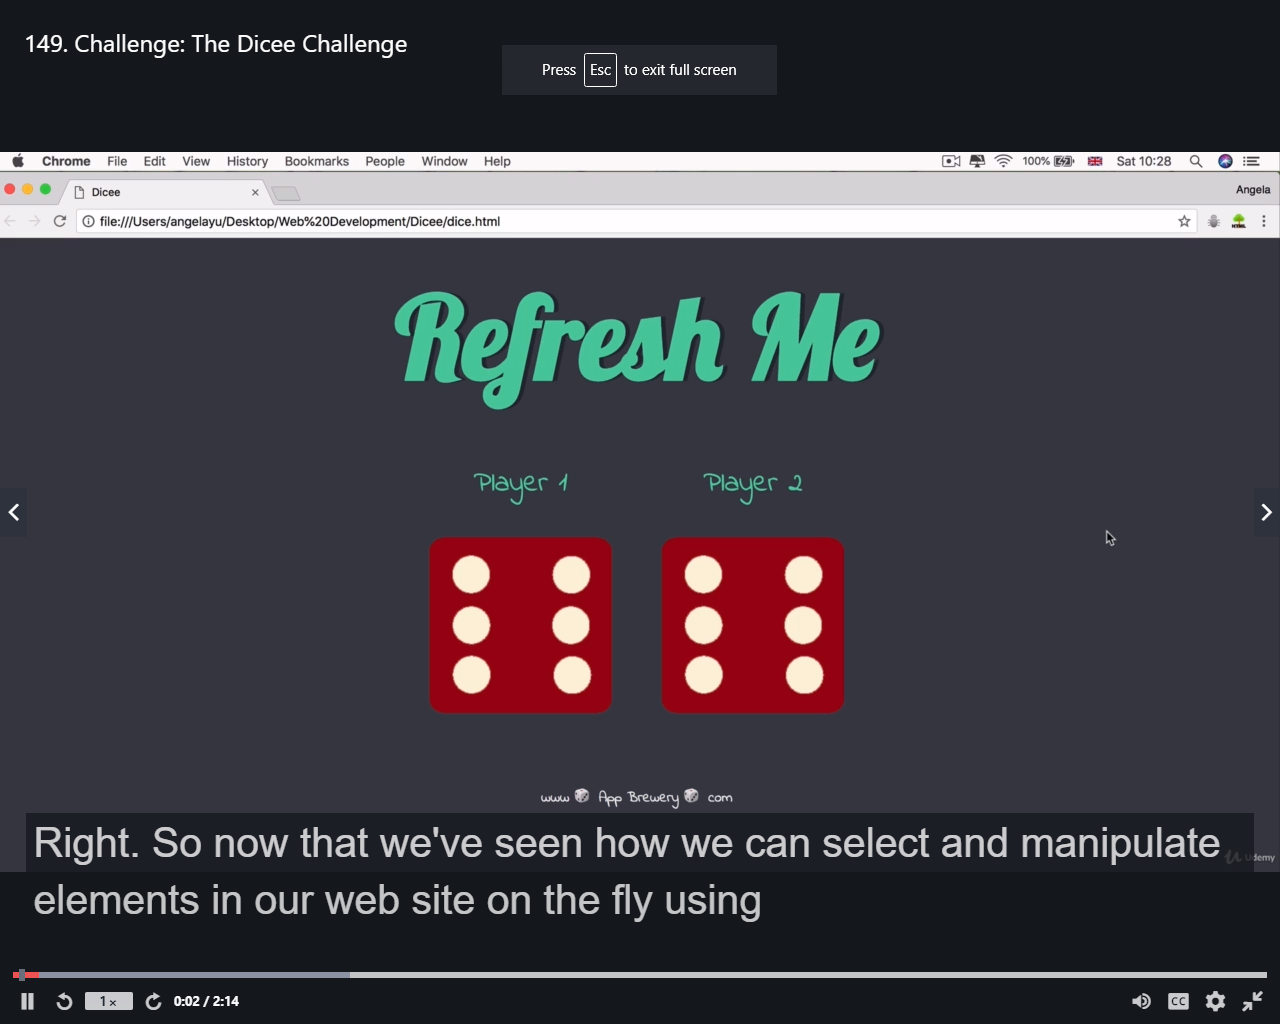 149. Challenge: The Dicee Challenge
Press Esc to exit full screen
Chrome File Edit View History Bookmarks People Window Help 100% Sat 10:28
Dicee Angela
file:///Users/angelayu/Desktop/Web%20Development/Dicee/dice.html
HTML
Refresh Me
Player 1 Player 2
www App Brewery com
Right. So now that we've seen how we can select and manipulate
elements in our web site on the fly using
udemy
1 x 0:02 / 2:14 CC